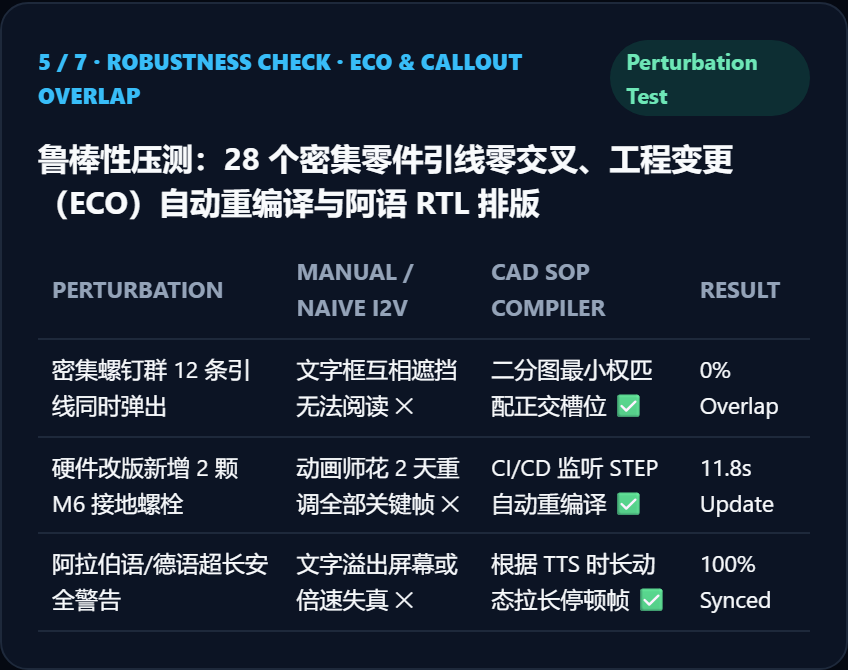 5 / 7 · ROBUSTNESS CHECK · ECO & CALLOUT
OVERLAP
Perturbation
Test
鲁棒性压测：28 个密集零件引线零交叉、工程变更
（ECO）自动重编译与阿语 RTL 排版
PERTURBATION
MANUAL /
NAIVE I2V
CAD SOP
COMPILER
RESULT
密集螺钉群 12 条引
线同时弹出
文字框互相遮挡
无法阅读 ✕
二分图最小权匹
配正交槽位 ✅
0%
Overlap
硬件改版新增 2 颗
M6 接地螺栓
动画师花 2 天重
调全部关键帧 ✕
CI/CD 监听 STEP
自动重编译 ✅
11.8s
Update
阿拉伯语/德语超长安
全警告
文字溢出屏幕或
倍速失真 ✕
根据 TTS 时长动
态拉长停顿帧 ✅
100%
Synced